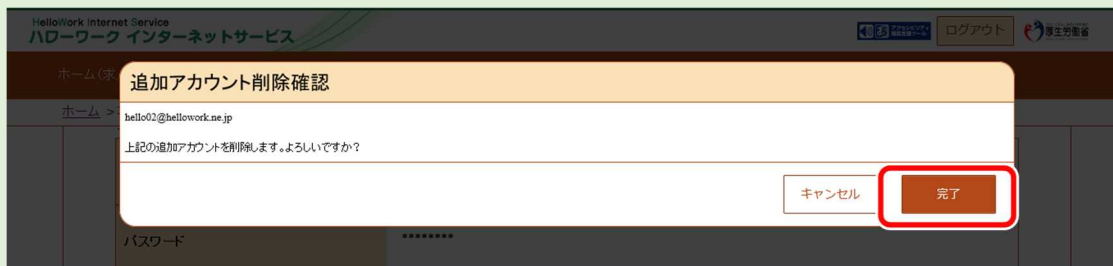 HelloWork Internet Service
ハローワーク インターネットサービス
ログアウト
厚生労働省
ホーム(求
追加アカウント削除確認
ホーム >
hello02@hellowork.ne.jp
上記の追加アカウントを削除します。よろしいですか？
キャンセル
完了
パスワード
********